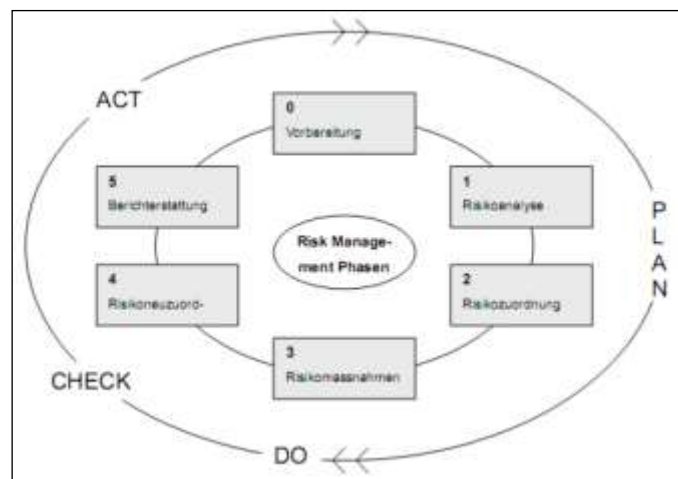 ACT
0
Vorbereitung
5
Berichterstattung
1
Risikoanalyse
PLAN
Risk Manage-
ment Phasen
4
Risikoneuzuord-
2
Risikozuordnung
3
Risikomassnahmen
CHECK
DO